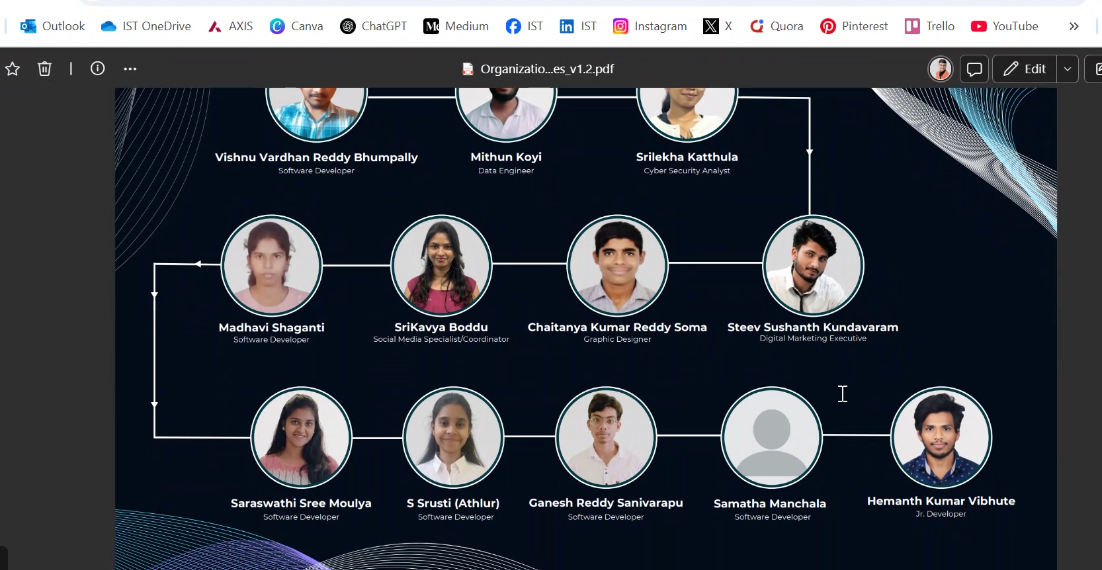 Outlook IST OneDrive AXIS Canva ChatGPT Medium IST IST Instagram X Quora Pinterest Trello YouTube »
Organizatio...es_v1.2.pdf Edit
Vishnu Vardhan Reddy Bhumpally Mithun Koyi Srilekha Katthula
Software Developer Data Engineer Cyber Security Analyst
Madhavi Shaganti SriKavya Boddu Chaitanya Kumar Reddy Soma Steev Sushanth Kundavaram
Software Developer Social Media Specialist/Coordinator Graphic Designer Digital Marketing Executive
Saraswathi Sree Moulya S Srusti (Athlur) Ganesh Reddy Sanivarapu Samatha Manchala Hemanth Kumar Vibhute
Software Developer Software Developer Software Developer Software Developer Jr. Developer